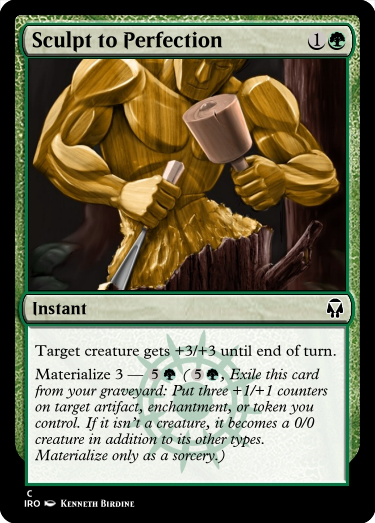 Sculpt to Perfection 1
Instant
Target creature gets +3/+3 until end of turn.
Materialize 3 — 5 ( 5 , Exile this card
from your graveyard: Put three +1/+1 counters
on target artifact, enchantment, or token you
control. If it isn't a creature, it becomes a 0/0
creature in addition to its other types.
Materialize only as a sorcery.)
C
IRO Kenneth Birdine